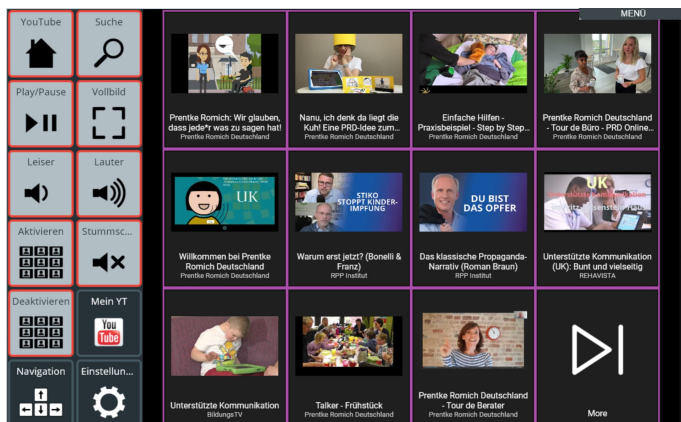 MENÜ
YouTube
Suche
Play/Pause
Vollbild
Leiser
Lauter
Aktivieren
Stummsc...
Deaktivieren
Mein YT
You
Tube
Navigation
Einstellun...
Prentke Romich: Wir glauben,
dass jede*r was zu sagen hat!
Prentke Romich Deutschland
Nanu, ich denk da liegt die
Kuh! Eine PRD-Idee zum...
Prentke Romich Deutschland
Einfache Hilfen -
Praxisbeispiel - Step by Step...
Prentke Romich Deutschland
Prentke Romich Deutschland
- Tour de Büro - PRD Online...
Prentke Romich Deutschland
UK
Willkommen bei Prentke
Romich Deutschland
Prentke Romich Deutschland
STIKO
STOPPT KINDER-
IMPFUNG
Warum erst jetzt? (Bonelli &
Franz)
RPP Institut
DU BIST
DAS OPFER
Das klassische Propaganda-
Narrativ (Roman Braun)
RPP Institut
UK
Unterstützte Kommunikation
(UK): Bunt und vielseitig
REHAVISTA
Unterstützte Kommunikation
BildungsTV
Talker - Frühstück
Prentke Romich Deutschland
Prentke Romich Deutschland
- Tour de Berater
Prentke Romich Deutschland
More